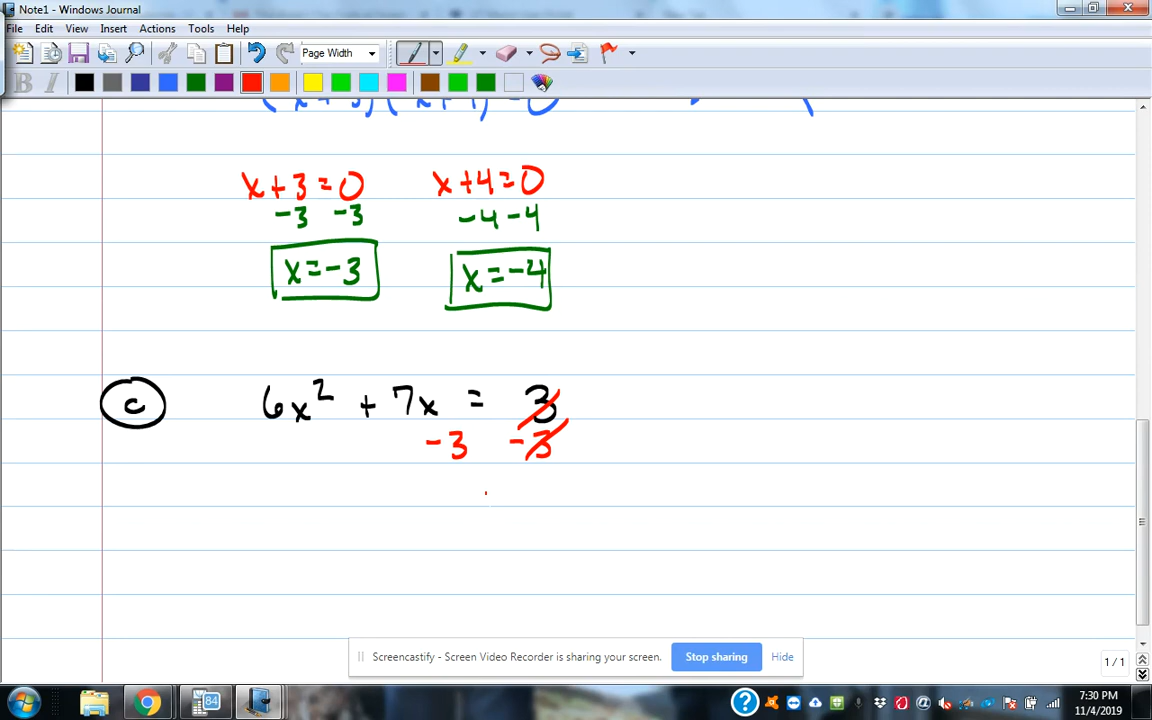 Note1 - Windows Journal
File Edit View Insert Actions Tools Help
Page Width
B I
x+3=0 x+4=0
-3 -3 -4 -4
x=-3 x=-4
c 6x² + 7x = 3
-3 -3
Screencastify - Screen Video Recorder is sharing your screen. Stop sharing Hide
1 / 1
84
7:30 PM
11/4/2019